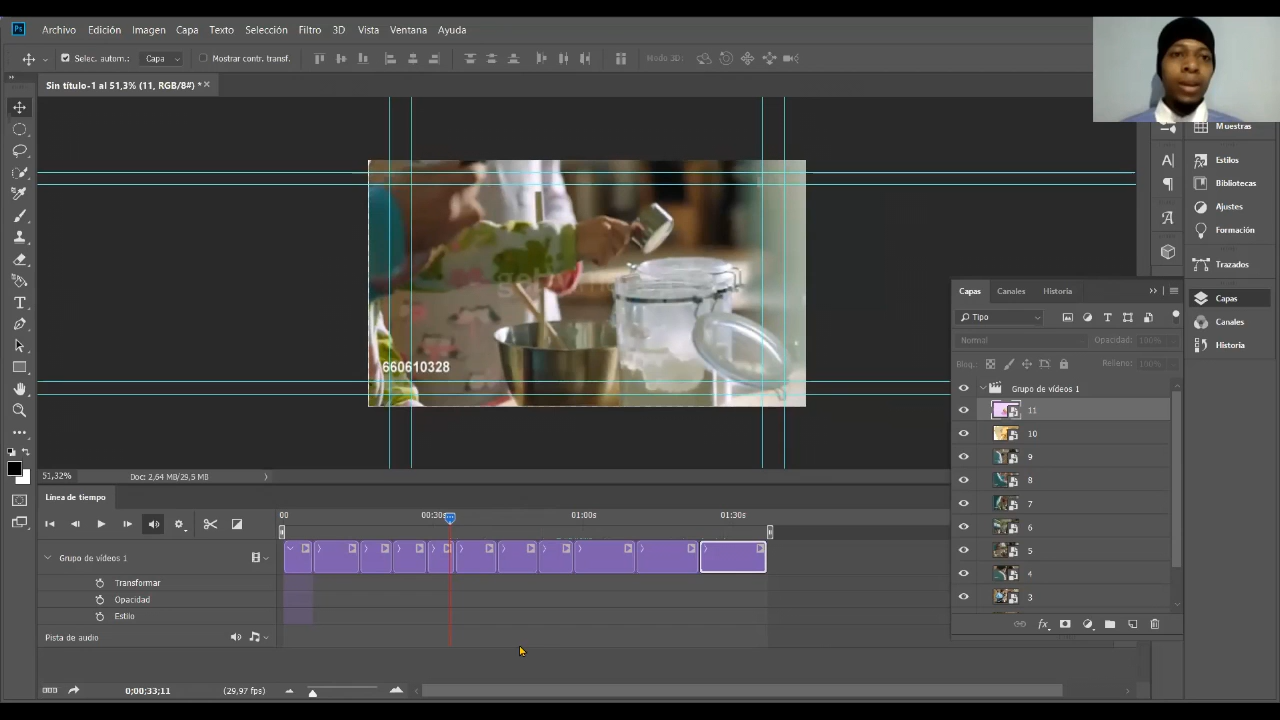 Ps Archivo Edición Imagen Capa Texto Selección Filtro 3D Vista Ventana Ayuda
Selec. autom.: Capa Mostrar contr. transf. Modo 3D:
Sin título-1 al 51,3% (11, RGB/8#) *
Muestras
Estilos
Bibliotecas
Ajustes
Formación
Trazados
Capas
Canales
Historia
660610328
Capas Canales Historia
Tipo
Normal Opacidad: 100%
Bloq.: Relleno: 100%
Grupo de vídeos 1
11
10
9
8
7
6
5
4
3
51,32% Doc: 2,64 MB/29,5 MB
Línea de tiempo
00 00:30s 01:00s 01:30s
Grupo de vídeos 1
Transformar
Opacidad
Estilo
Pista de audio
0;00;33;11 (29,97 fps)